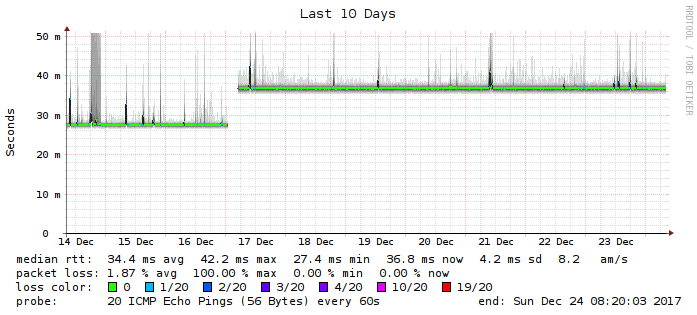 Last 10 Days
RRDTOOL / TOBI OETIKER
Seconds
50 m
40 m
30 m
20 m
10 m
0
14 Dec 15 Dec 16 Dec 17 Dec 18 Dec 19 Dec 20 Dec 21 Dec 22 Dec 23 Dec
median rtt: 34.4 ms avg 42.2 ms max 27.4 ms min 36.8 ms now 4.2 ms sd 8.2 am/s
packet loss: 1.87 % avg 100.00 % max 0.00 % min 0.00 % now
loss color: 0 1/20 2/20 3/20 4/20 10/20 19/20
probe: 20 ICMP Echo Pings (56 Bytes) every 60s end: Sun Dec 24 08:20:03 2017